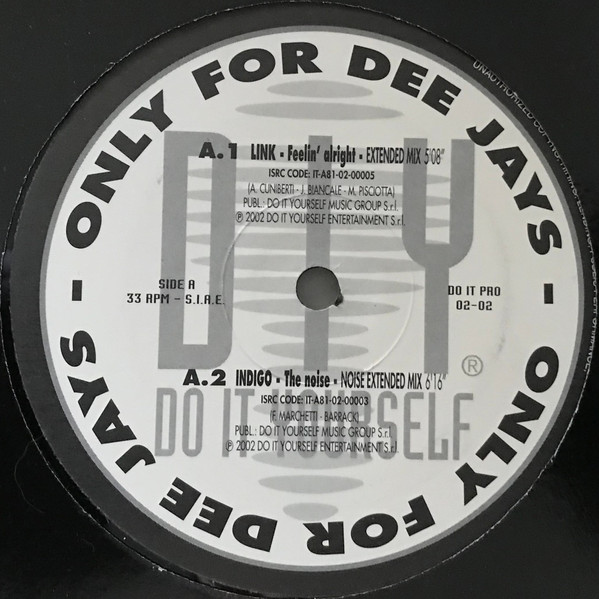 ONLY FOR DEE JAYS - ONLY FOR DEE JAYS -
UNAUTHORIZED
A.1 LINK - Feelin' alright - EXTENDED MIX 5'08"
ISRC CODE: IT-A81-02-00005
(A. CUNIBERTI - J. BIANCALE - M. PISCIOTTA)
PUBL.: DO IT YOURSELF MUSIC GROUP S.r.l.
℗ 2002 DO IT YOURSELF ENTERTAINMENT S.r.l.
DIY
SIDE A
33 RPM - S.I.A.E.
DO IT PRO
02-02
®
A.2 INDIGO - The noise - NOISE EXTENDED MIX 6'16"
ISRC CODE: IT-A81-02-00003
(F. MARCHETTI - BARRACK)
PUBL.: DO IT YOURSELF MUSIC GROUP S.r.l.
℗ 2002 DO IT YOURSELF ENTERTAINMENT S.r.l.
DO IT YOURSELF